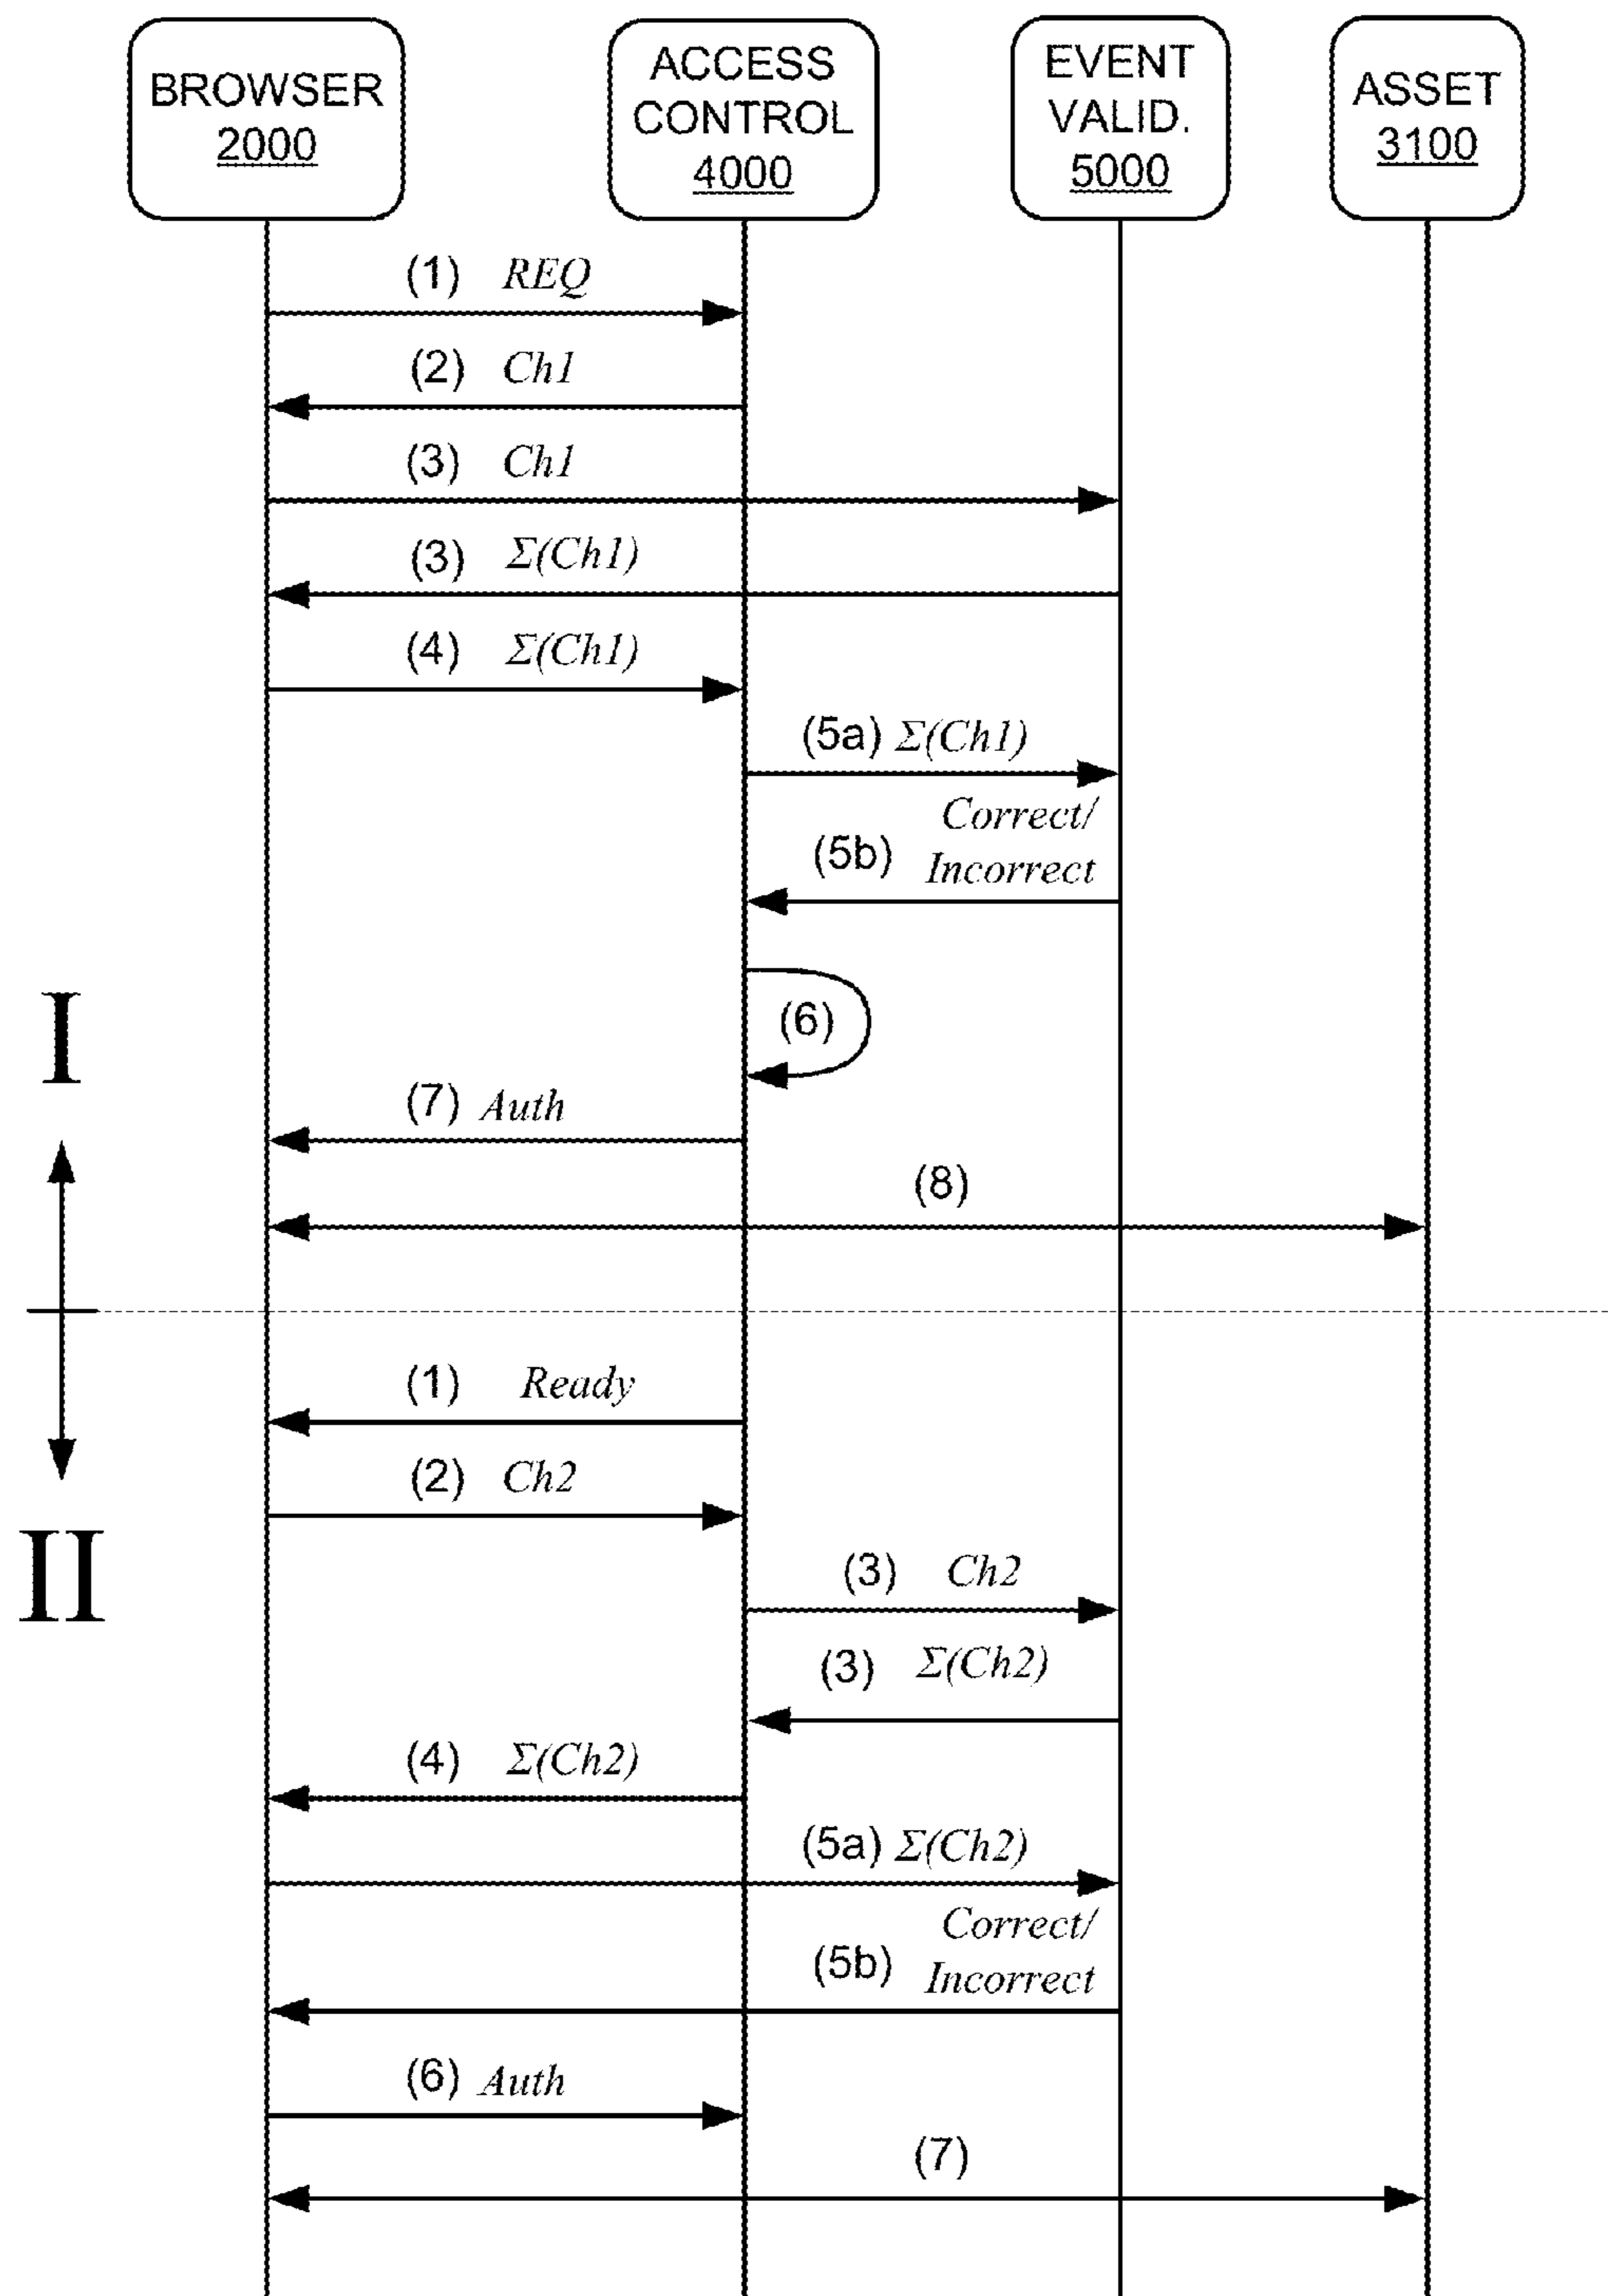 BROWSER
2000
ACCESS
CONTROL
4000
EVENT
VALID.
5000
ASSET
3100
(1) REQ
(2) Ch1
(3) Ch1
(3) Σ(Ch1)
(4) Σ(Ch1)
(5a) Σ(Ch1)
Correct/
(5b) Incorrect
(6)
I
(7) Auth
(8)
(1) Ready
(2) Ch2
II
(3) Ch2
(3) Σ(Ch2)
(4) Σ(Ch2)
(5a) Σ(Ch2)
Correct/
(5b) Incorrect
(6) Auth
(7)